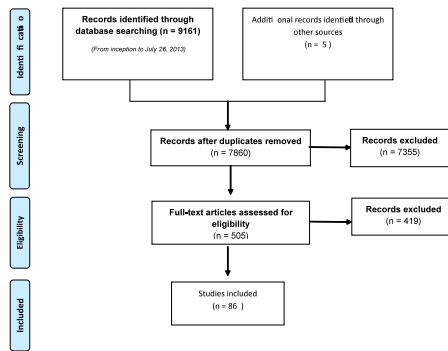 Identification
Records identified through
database searching (n = 9161)
(From inception to July 26, 2013)
Additional records identified through
other sources
(n = 5 )
Screening
Records after duplicates removed
(n = 7860)
Records excluded
(n = 7355)
Eligibility
Full-text articles assessed for
eligibility
(n = 505)
Records excluded
(n = 419)
Included
Studies included
(n = 86 )